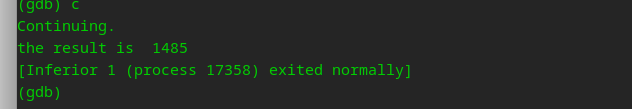 (gdb) c
Continuing.
the result is  1485
[Inferior 1 (process 17358) exited normally]
(gdb)